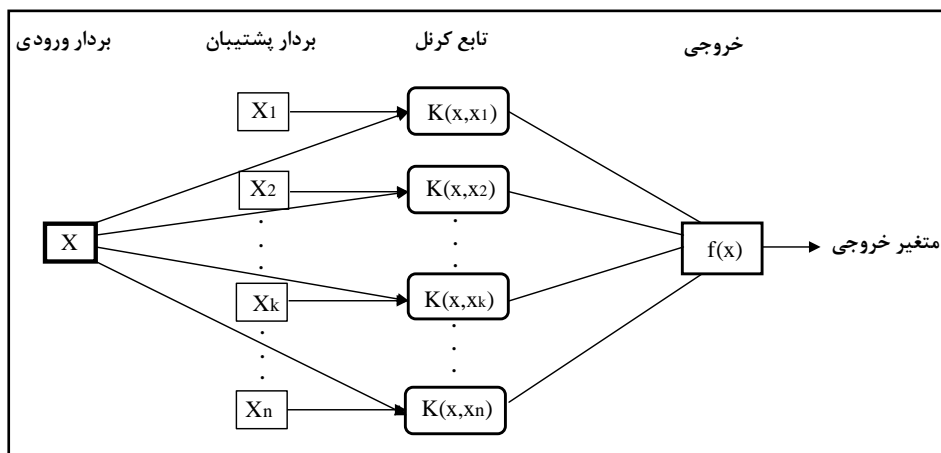 بردار ورودی
بردار پشتیبان
تابع کرنل
خروجی
X1
K(x,x1)
X2
K(x,x2)
X
f(x)
متغیر خروجی
Xk
K(x,xk)
Xn
K(x,xn)